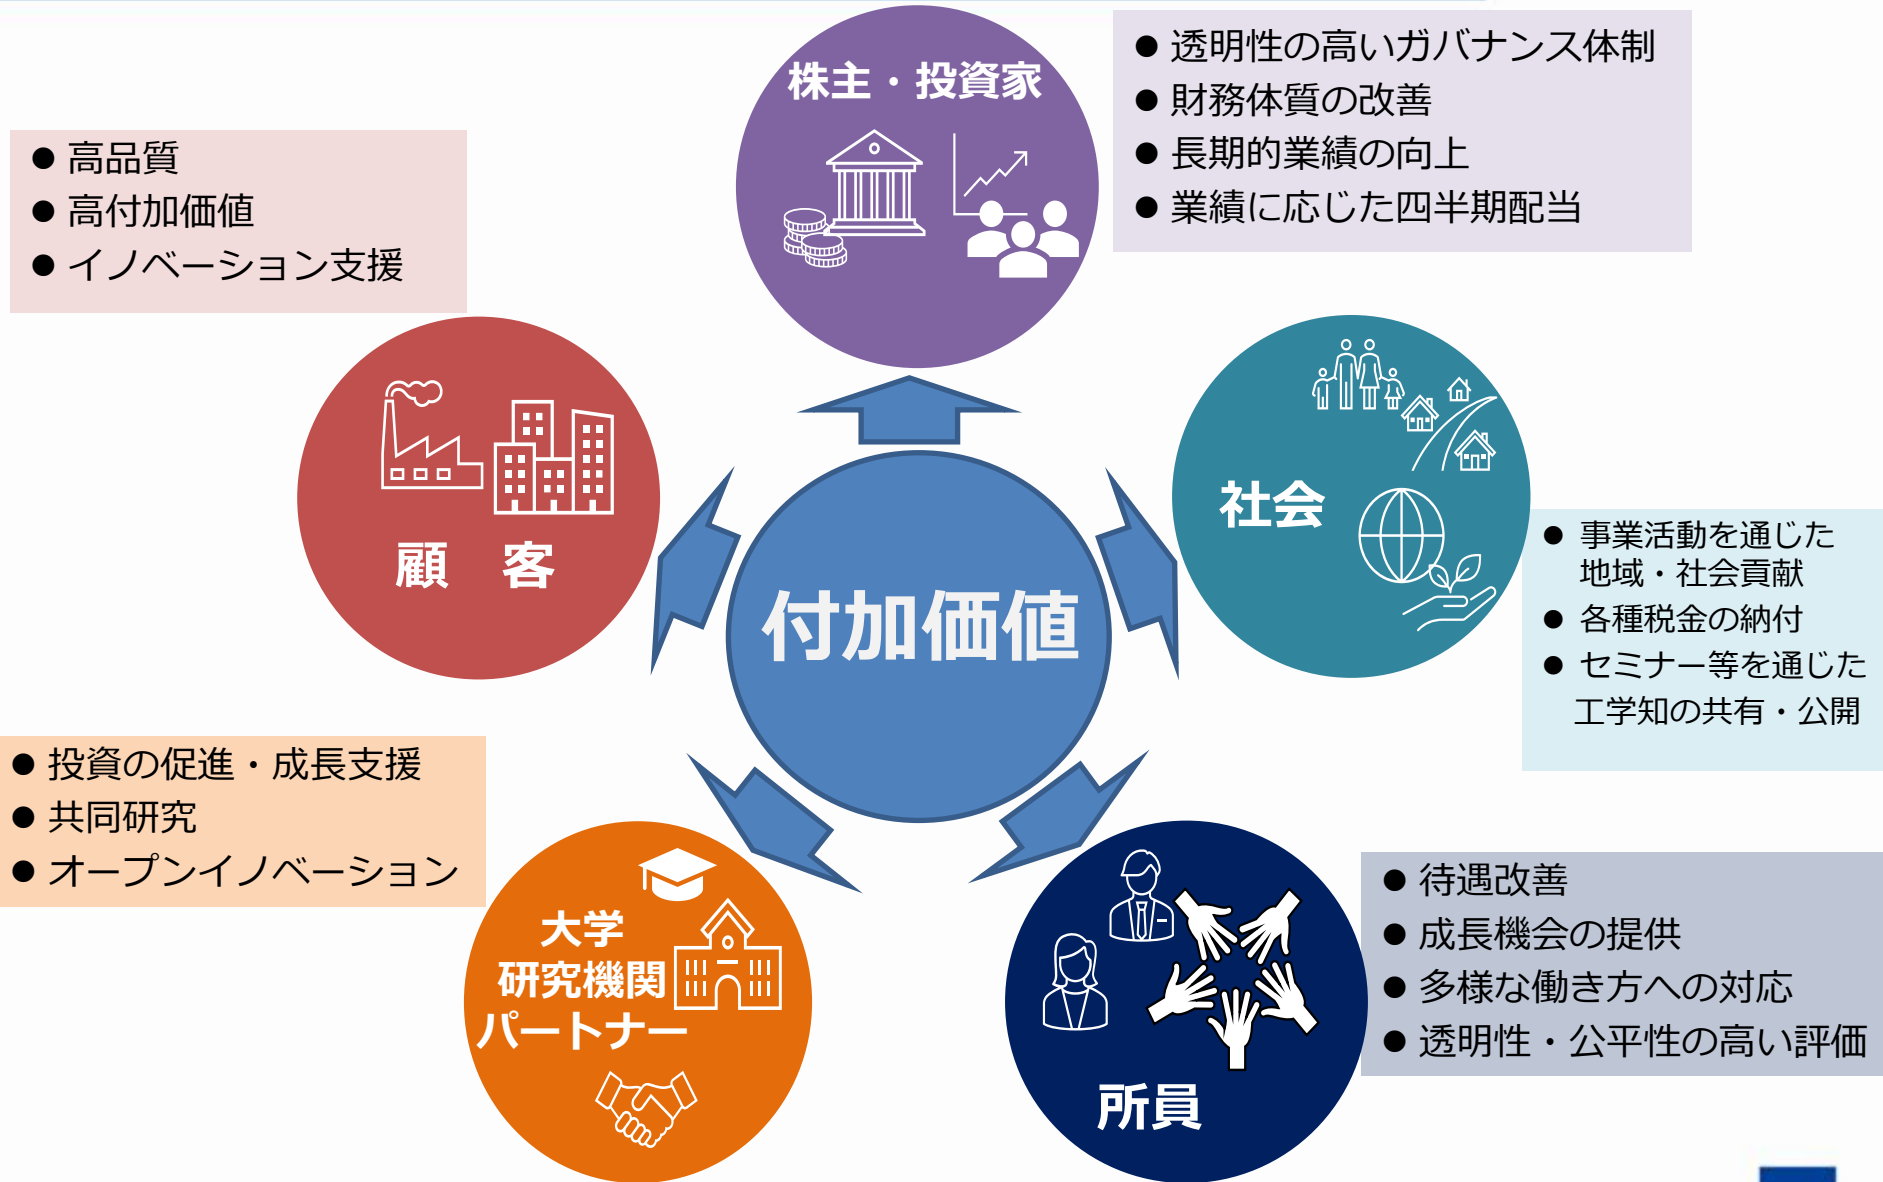 株主・投資家
● 透明性の高いガバナンス体制
● 財務体質の改善
● 長期的業績の向上
● 業績に応じた四半期配当
● 高品質
● 高付加価値
● イノベーション支援
顧 客
社会
● 事業活動を通じた
地域・社会貢献
● 各種税金の納付
● セミナー等を通じた
工学知の共有・公開
付加価値
● 投資の促進・成長支援
● 共同研究
● オープンイノベーション
大学
研究機関
パートナー
所員
● 待遇改善
● 成長機会の提供
● 多様な働き方への対応
● 透明性・公平性の高い評価